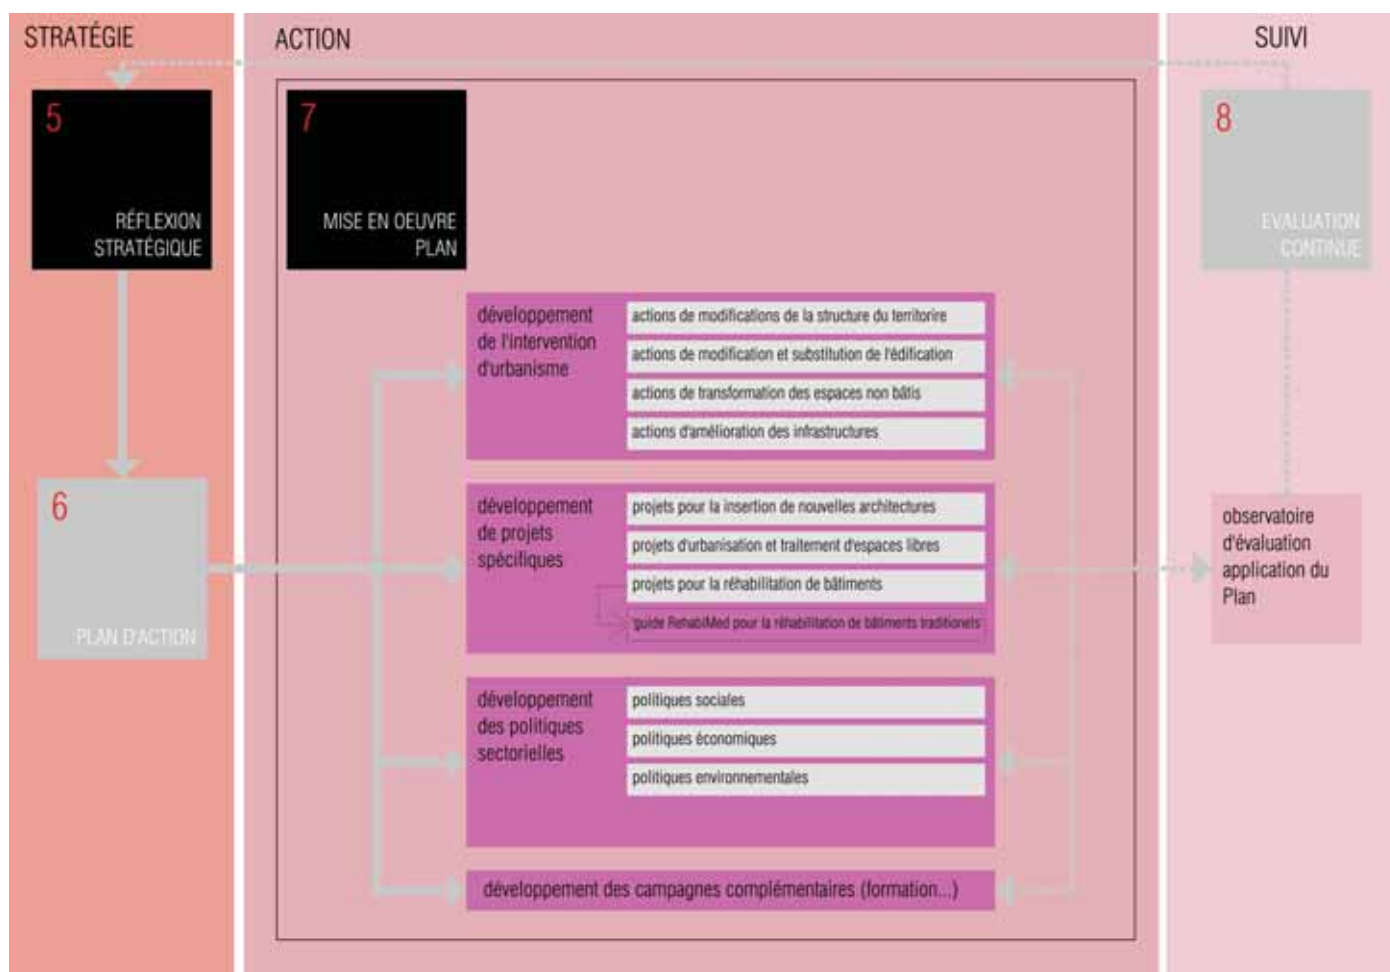 STRATÉGIE
ACTION
SUIVI
5
RÉFLEXION
STRATÉGIQUE
6
PLAN D'ACTION
7
MISE EN OEUVRE
PLAN
développement
de l'intervention
d'urbanisme
actions de modifications de la structure du territorire
actions de modification et substitution de l'édification
actions de transformation des espaces non bâtis
actions d'amélioration des infrastructures
développement
de projets
spécifiques
projets pour la insertion de nouvelles architectures
projets d'urbanisation et traitement d'espaces libres
projets pour la réhabilitation de bâtiments
'guide RehabiMed pour la réhabilitation de bâtiments traditionels'
développement
des politiques
sectorielles
politiques sociales
politiques économiques
politiques environnementales
développement des campagnes complémentaires (formation...)
8
EVALUATION
CONTINUE
observatoire
d'évaluation
application du
Plan